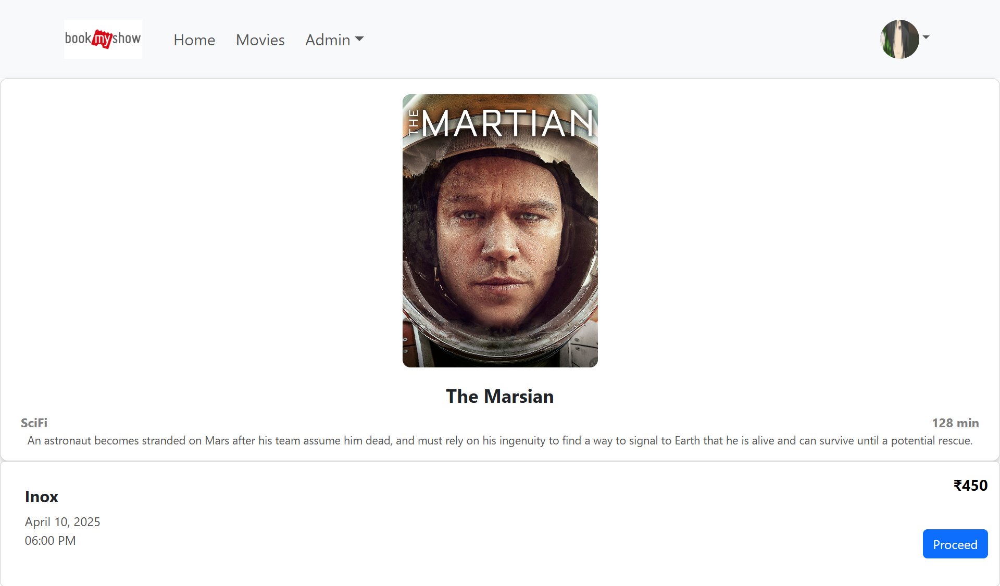 bookmyshow
Home Movies Admin
THE MARTIAN
The Marsian
SciFi 128 min
An astronaut becomes stranded on Mars after his team assume him dead, and must rely on his ingenuity to find a way to signal to Earth that he is alive and can survive until a potential rescue.
Inox
₹450
April 10, 2025
06:00 PM
Proceed